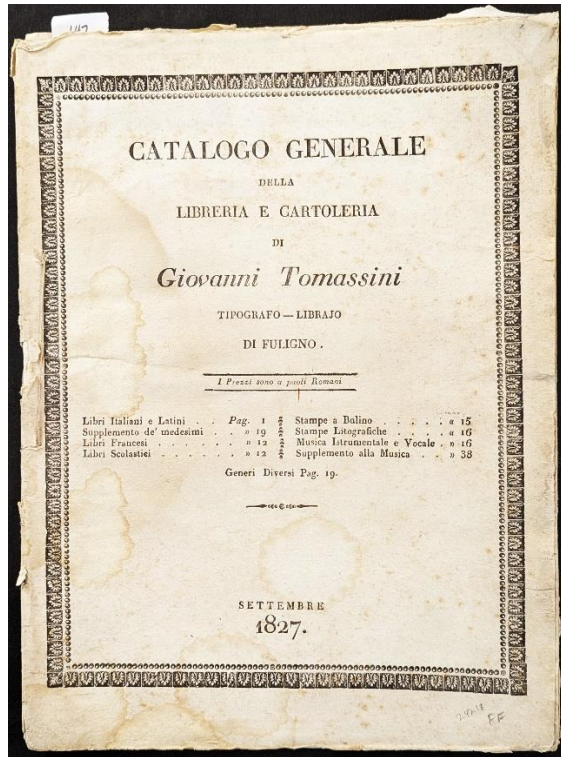 CATALOGO GENERALE
DELLA
LIBRERIA E CARTOLERIA
DI
Giovanni Tomassini
TIPOGRAFO — LIBRAJO
DI FULIGNO.
I Prezzi sono a paoli Romani
Libri Italiani e Latini . . Pag. 1
Supplemento de' medesimi . . » 19
Libri Francesi . . . . . . . » 12
Libri Scolastici . . . . . . » 12
Stampe a Bulino . . . . . « 15
Stampe Litografiche . . . . « 16
Musica Istrumentale e Vocale . » 16
Supplemento alla Musica . . » 38
Generi Diversi Pag. 19.
SETTEMBRE
1827.
EF